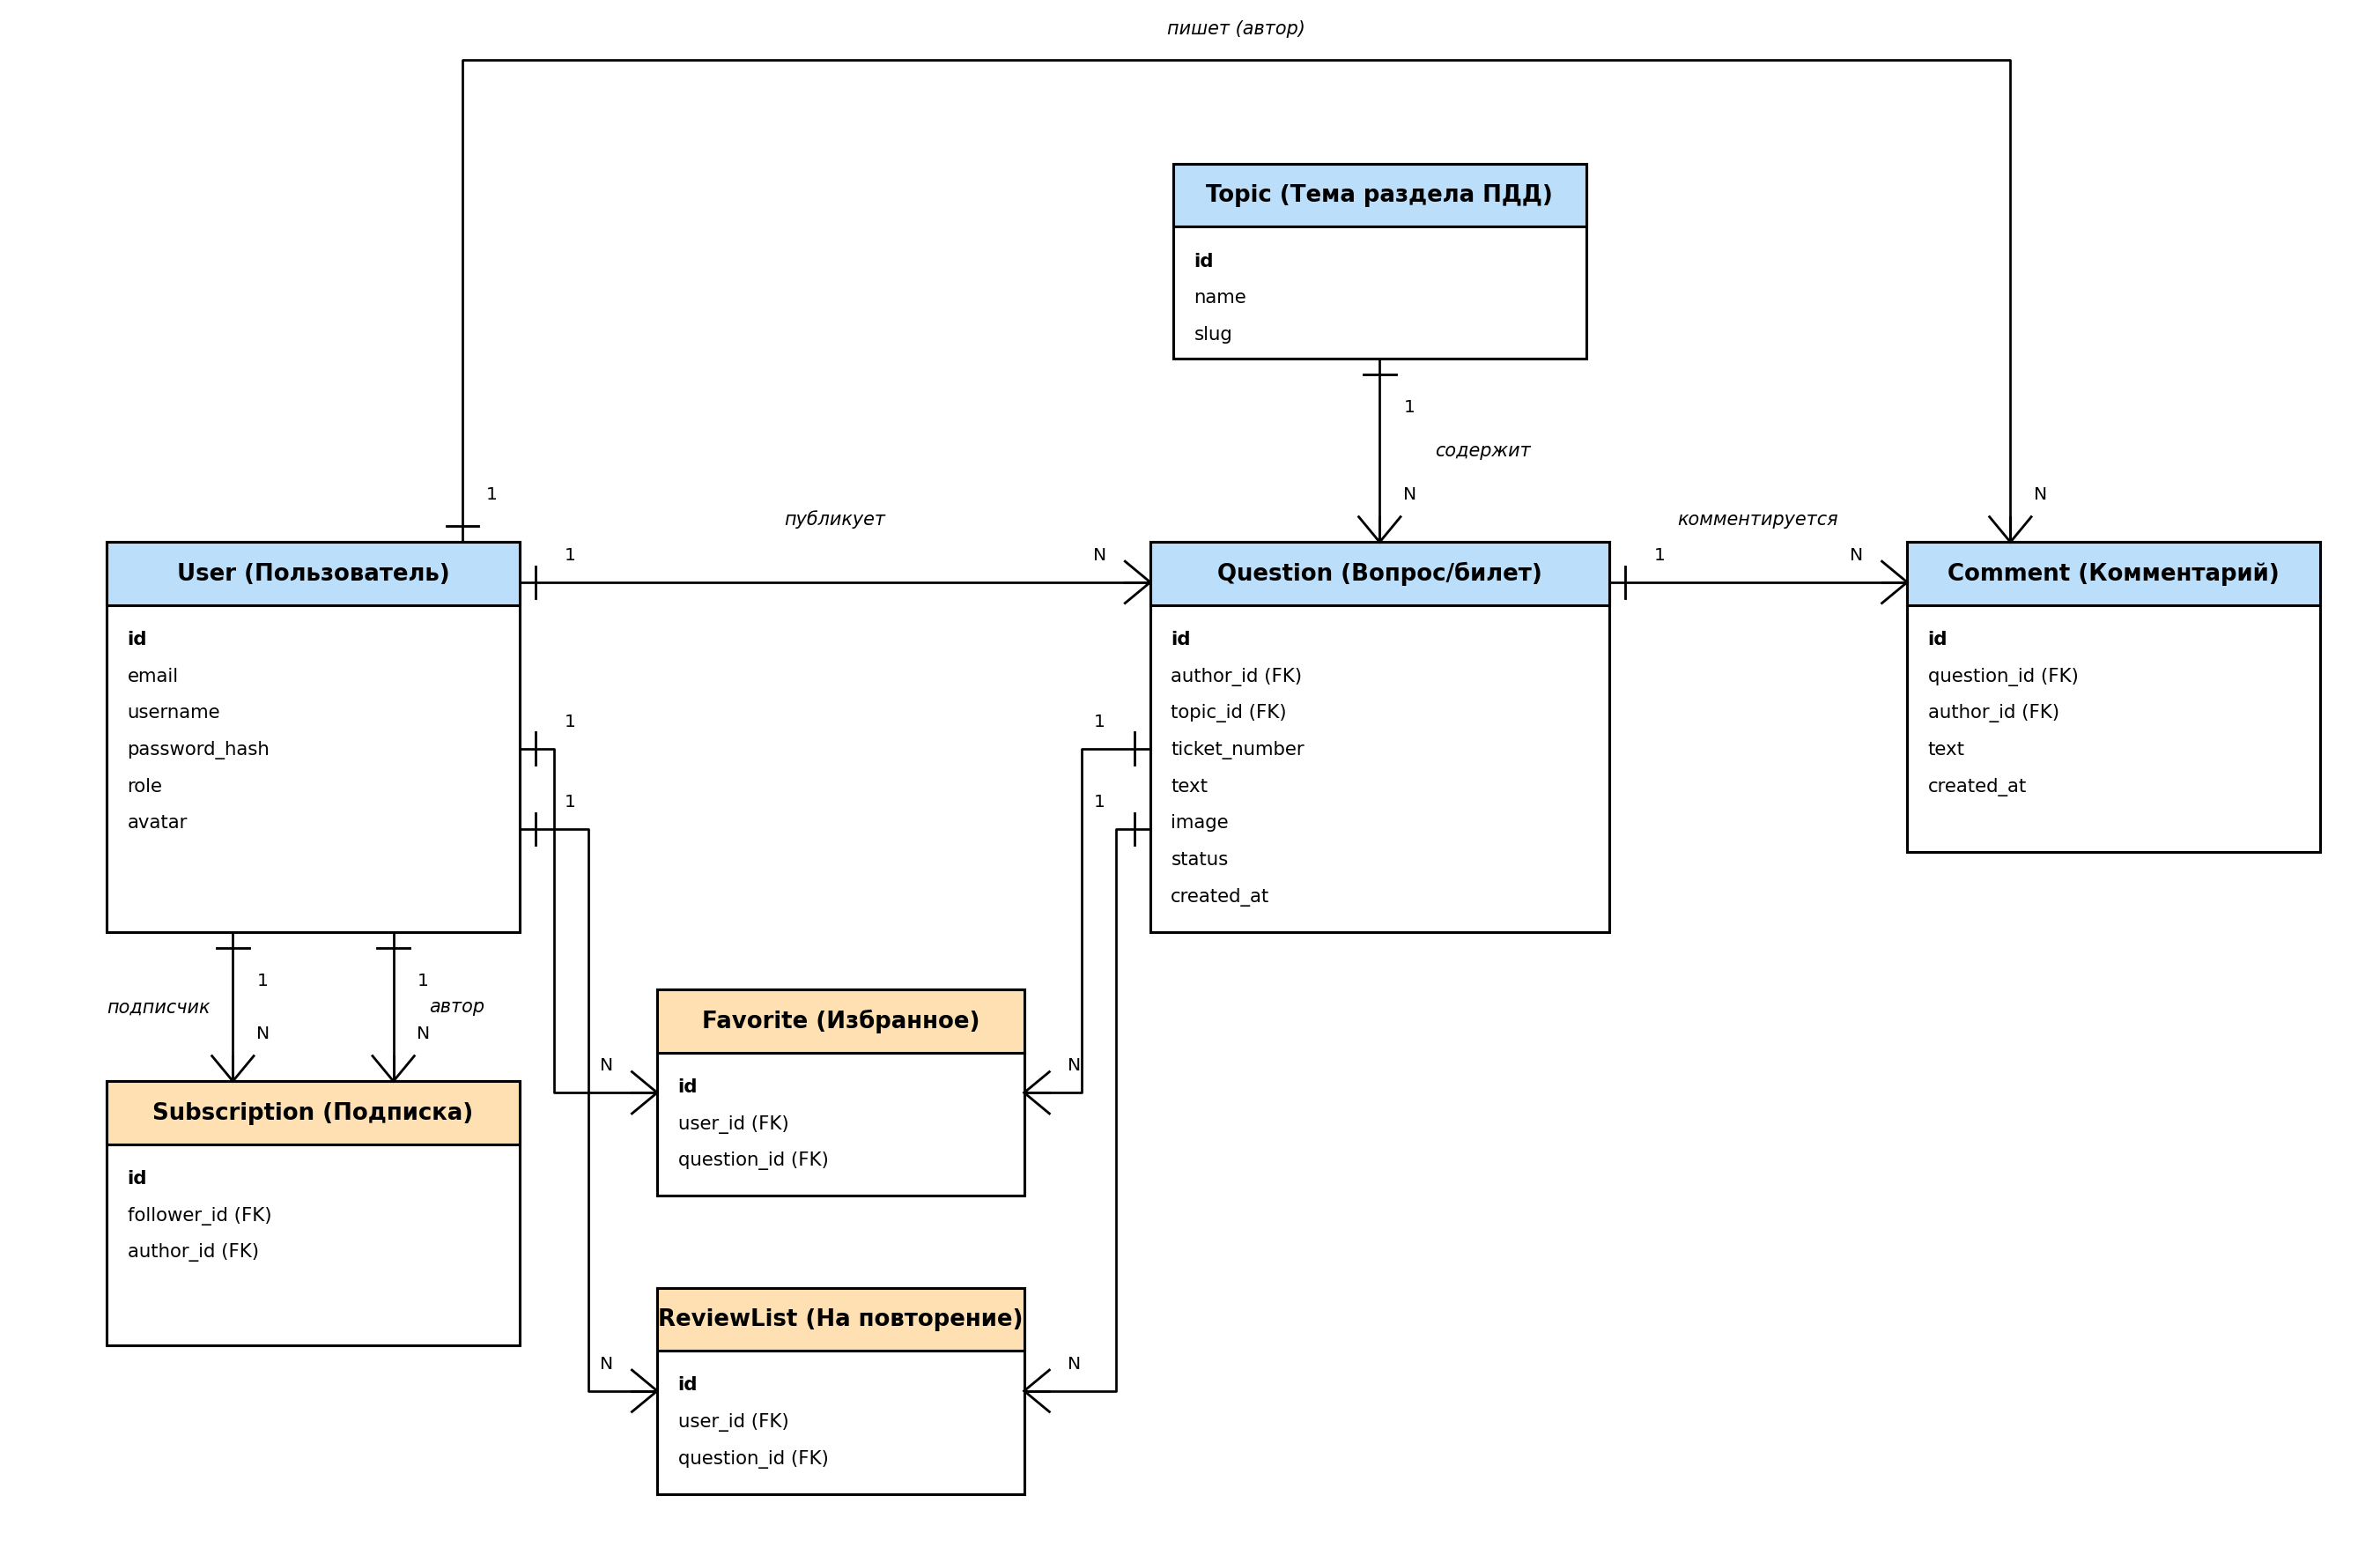 пишет (автор)
Topic (Тема раздела ПДД)
id
name
slug
1
содержит
N
1
N
публикует
комментируется
1
N
1
N
User (Пользователь)
id
email
username
password_hash
role
avatar
Question (Вопрос/билет)
id
author_id (FK)
topic_id (FK)
ticket_number
text
image
status
created_at
Comment (Комментарий)
id
question_id (FK)
author_id (FK)
text
created_at
1
1
1
1
1
1
подписчик
автор
N
N
Subscription (Подписка)
id
follower_id (FK)
author_id (FK)
N
N
Favorite (Избранное)
id
user_id (FK)
question_id (FK)
N
N
ReviewList (На повторение)
id
user_id (FK)
question_id (FK)